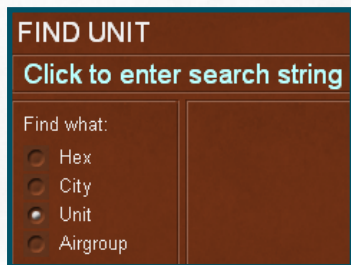 FIND UNIT
Click to enter search string
Find what:
Hex
City
Unit
Airgroup